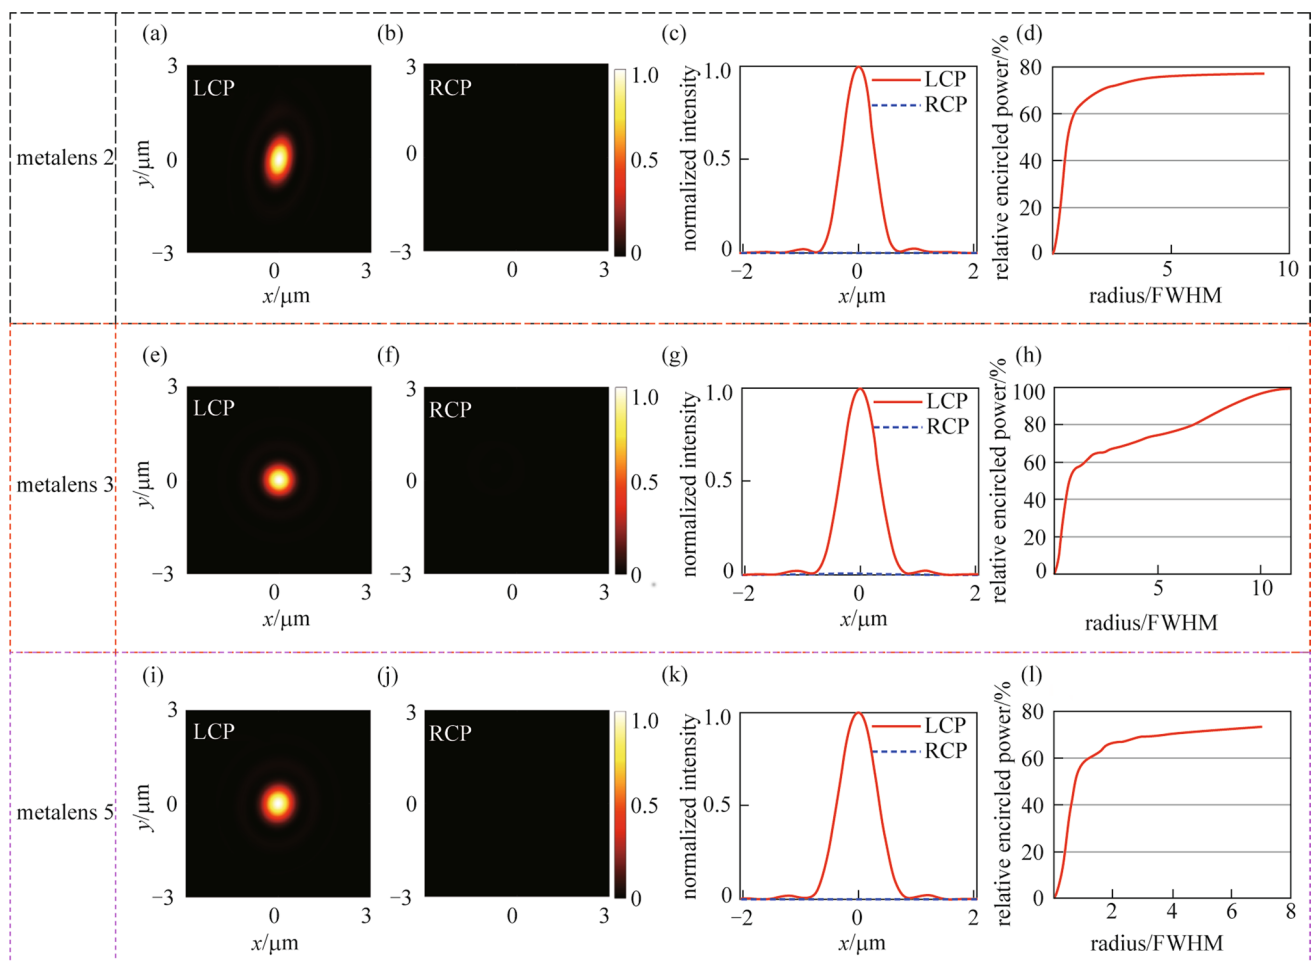 (a) (b) (c) (d)
metalens 2
3
LCP
0
−3
y/μm
0 3
x/μm
3
RCP
0
−3
0 3
1.0
0.5
0
normalized intensity
1.0
0.5
0
LCP
RCP
−2 0 2
x/μm
relative encircled power/%
80
60
40
20
0
5 10
radius/FWHM
(e) (f) (g) (h)
metalens 3
3
LCP
0
−3
y/μm
0 3
x/μm
3
RCP
0
−3
0 3
1.0
0.5
0
normalized intensity
1.0
0.5
0
LCP
RCP
−2 0 2
x/μm
relative encircled power/%
100
80
60
40
20
0
5 10
radius/FWHM
(i) (j) (k) (l)
metalens 5
3
LCP
0
−3
y/μm
0 3
x/μm
3
RCP
0
−3
0 3
1.0
0.5
0
normalized intensity
1.0
0.5
0
LCP
RCP
−2 0 2
x/μm
relative encircled power/%
80
60
40
20
0
2 4 6 8
radius/FWHM